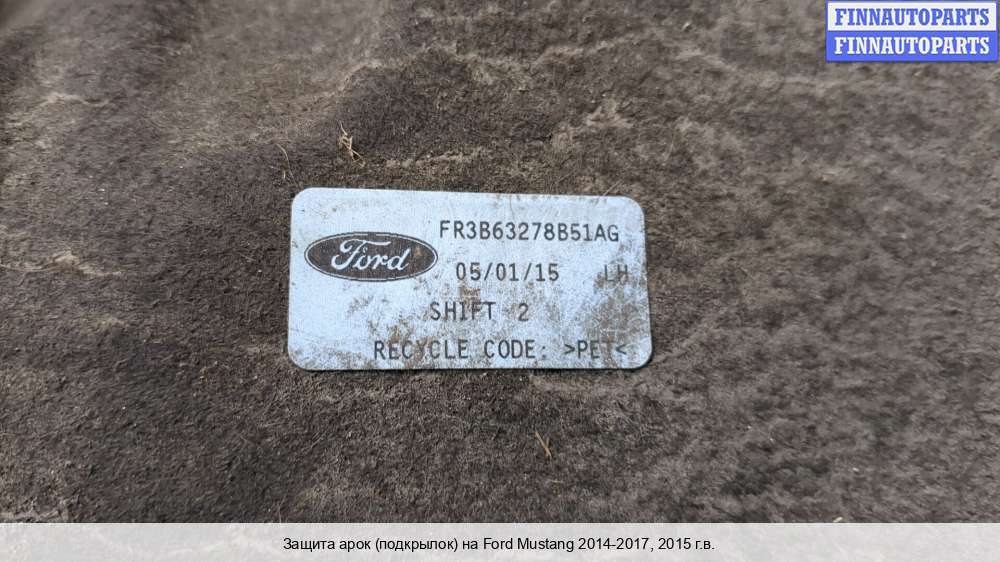 FINNAUTOPARTS
FINNAUTOPARTS
FR3B63278B51AG
Ford
05/01/15 LH
SHIFT 2
RECYCLE CODE: >PET<
Защита арок (подкрылок) на Ford Mustang 2014-2017, 2015 г.в.